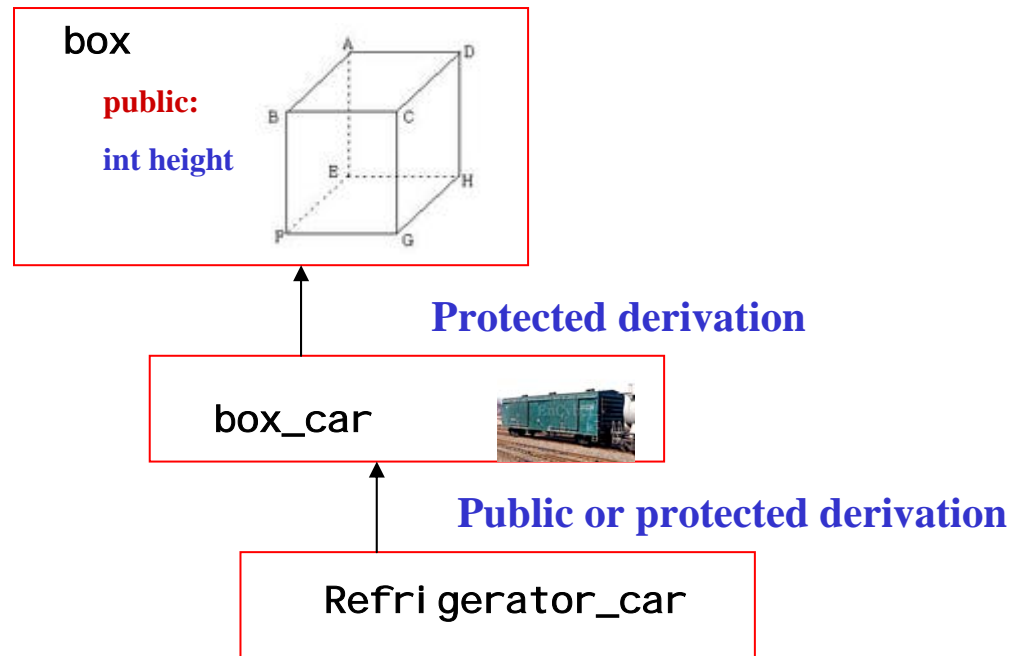 box
public:
int height
A
D
B
C
E
H
P
G
Protected derivation
box_car
Public or protected derivation
Refrigerator_car